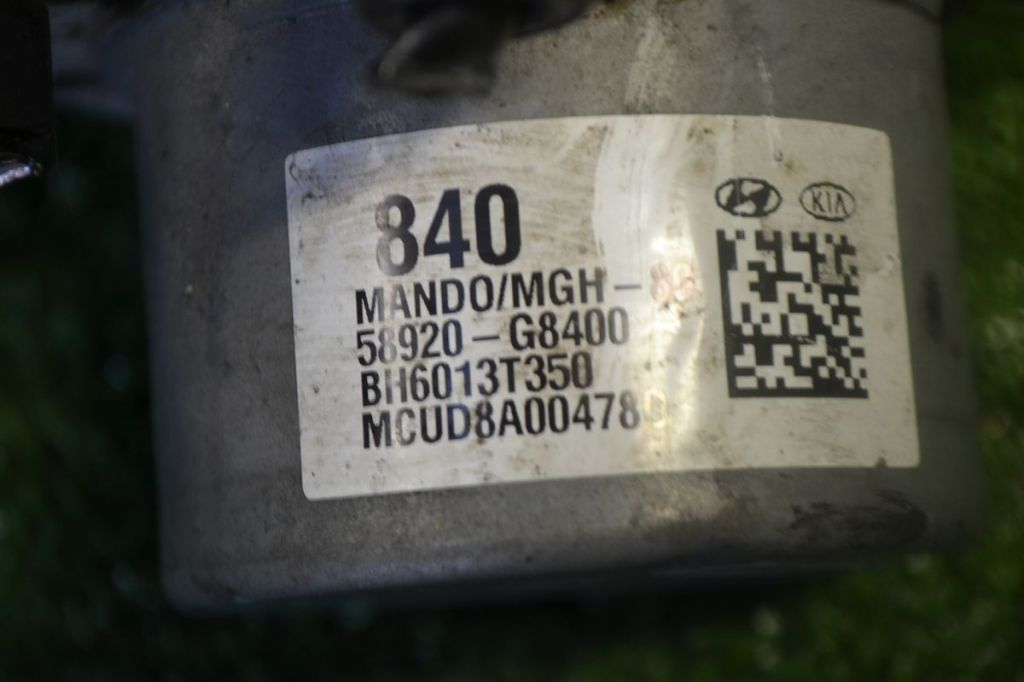 840
KIA
MANDO/MGH-
58920-G8400
BH6013T350
MCUD8A00478